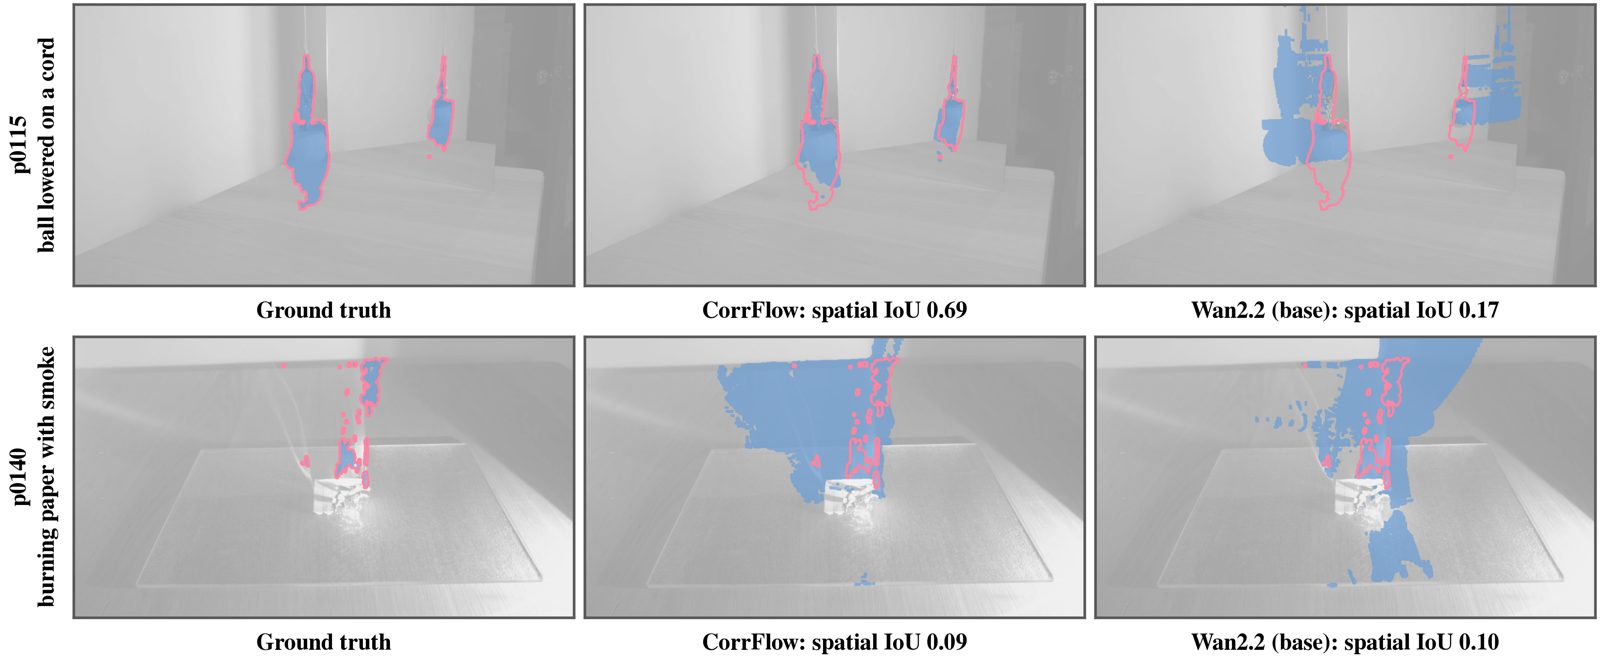 p0115
ball lowered on a cord
Ground truth
CorrFlow: spatial IoU 0.69
Wan2.2 (base): spatial IoU 0.17
p0140
burning paper with smoke
Ground truth
CorrFlow: spatial IoU 0.09
Wan2.2 (base): spatial IoU 0.10